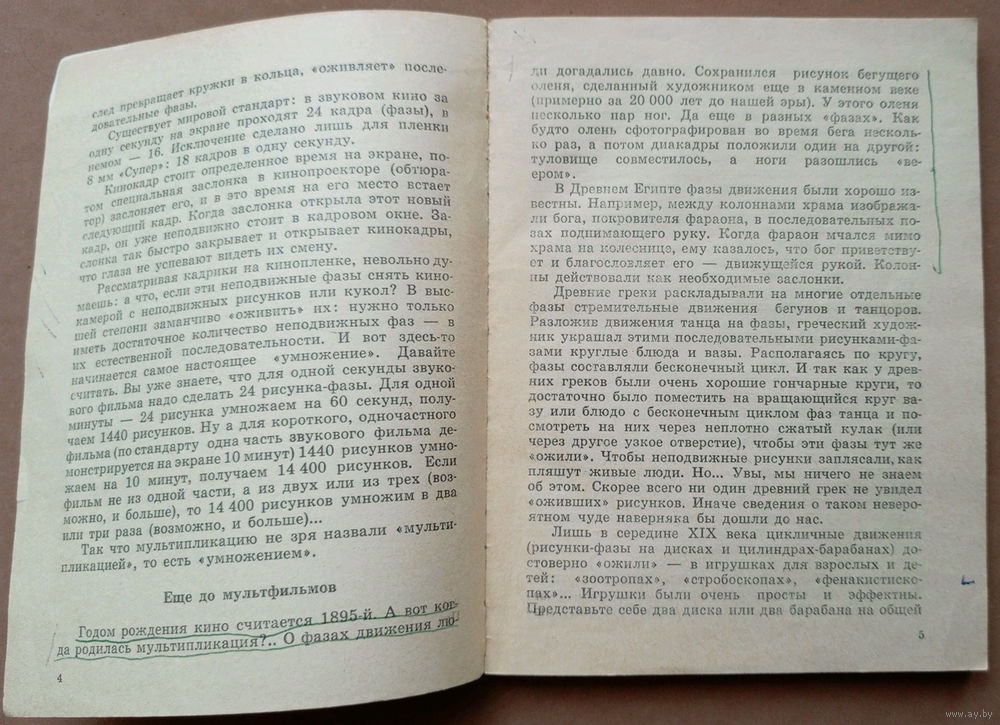 след превращает кружки в кольца, «оживляет» после-
довательные фазы.
Существует мировой стандарт: в звуковом кино за
одну секунду на экране проходят 24 кадра (фазы), в
немом — 16. Исключение сделано лишь для пленки
8 мм «Супер»: 18 кадров в одну секунду.
Кинокадр стоит определенное время на экране, по-
том специальная заслонка в кинопроекторе (обтюра-
тор) заслоняет его, и в это время на его место встает
следующий кадр. Когда заслонка открыла этот новый
кадр, он уже неподвижно стоит в кадровом окне. За-
слонка так быстро закрывает и открывает кинокадры,
что глаза не успевают видеть их смену.
Рассматривая кадрики на кинопленке, невольно ду-
маешь: а что, если эти неподвижные фазы снять кино-
камерой с неподвижных рисунков или кукол? В выс-
шей степени заманчиво «оживить» их: нужно только
иметь достаточное количество неподвижных фаз — в
их естественной последовательности. И вот здесь-то
начинается самое настоящее «умножение». Давайте
считать. Вы уже знаете, что для одной секунды звуко-
вого фильма надо сделать 24 рисунка-фазы. Для одной
минуты — 24 рисунка умножаем на 60 секунд, полу-
чаем 1440 рисунков. Ну а для короткого, одночастного
фильма (по стандарту одна часть звукового фильма де-
монстрируется на экране 10 минут) 1440 рисунков умно-
жаем на 10 минут, получаем 14 400 рисунков. Если
фильм не из одной части, а из двух или из трех (воз-
можно, и больше), то 14 400 рисунков умножим в два
или три раза (возможно, и больше)...
Так что мультипликацию не зря назвали «мульти-
пликацией», то есть «умножением».
Еще до мультфильмов
Годом рождения кино считается 1895-й. А вот ког-
да родилась мультипликация?.. О фазах движения лю-
4
ди догадались давно. Сохранился рисунок бегущего
оленя, сделанный художником еще в каменном веке
(примерно за 20 000 лет до нашей эры). У этого оленя
несколько пар ног. Да еще в разных «фазах». Как
будто олень сфотографирован во время бега несколь-
ко раз, а потом диакадры положили один на другой:
туловище совместилось, а ноги разошлись «ве-
ером».
В Древнем Египте фазы движения были хорошо из-
вестны. Например, между колоннами храма изобража-
ли бога, покровителя фараона, в последовательных по-
зах поднимающего руку. Когда фараон мчался мимо
храма на колеснице, ему казалось, что бог приветству-
ет и благословляет его — движущейся рукой. Колон-
ны действовали как необходимые заслонки.
Древние греки раскладывали на многие отдельные
фазы стремительные движения бегунов и танцоров.
Разложив движения танца на фазы, греческий худож-
ник украшал этими последовательными рисунками-фа-
зами круглые блюда и вазы. Располагаясь по кругу,
фазы составляли бесконечный цикл. И так как у древ-
них греков были очень хорошие гончарные круги, то
достаточно было поместить на вращающийся круг ва-
зу или блюдо с бесконечным циклом фаз танца и по-
смотреть на них через неплотно сжатый кулак (или
через другое узкое отверстие), чтобы эти фазы тут же
«ожили». Чтобы неподвижные рисунки заплясали, как
пляшут живые люди. Но... Увы, мы ничего не знаем
об этом. Скорее всего ни один древний грек не увидел
«оживших» рисунков. Иначе сведения о таком неверо-
ятном чуде наверняка бы дошли до нас.
Лишь в середине XIX века цикличные движения
(рисунки-фазы на дисках и цилиндрах-барабанах) до-
стоверно «ожили» — в игрушках для взрослых и де-
тей: «зоотропах», «стробоскопах», «фенакистиско-
пах»... Игрушки были очень просты и эффектны.
Представьте себе два диска или два барабана на общей
5
www.ay.by